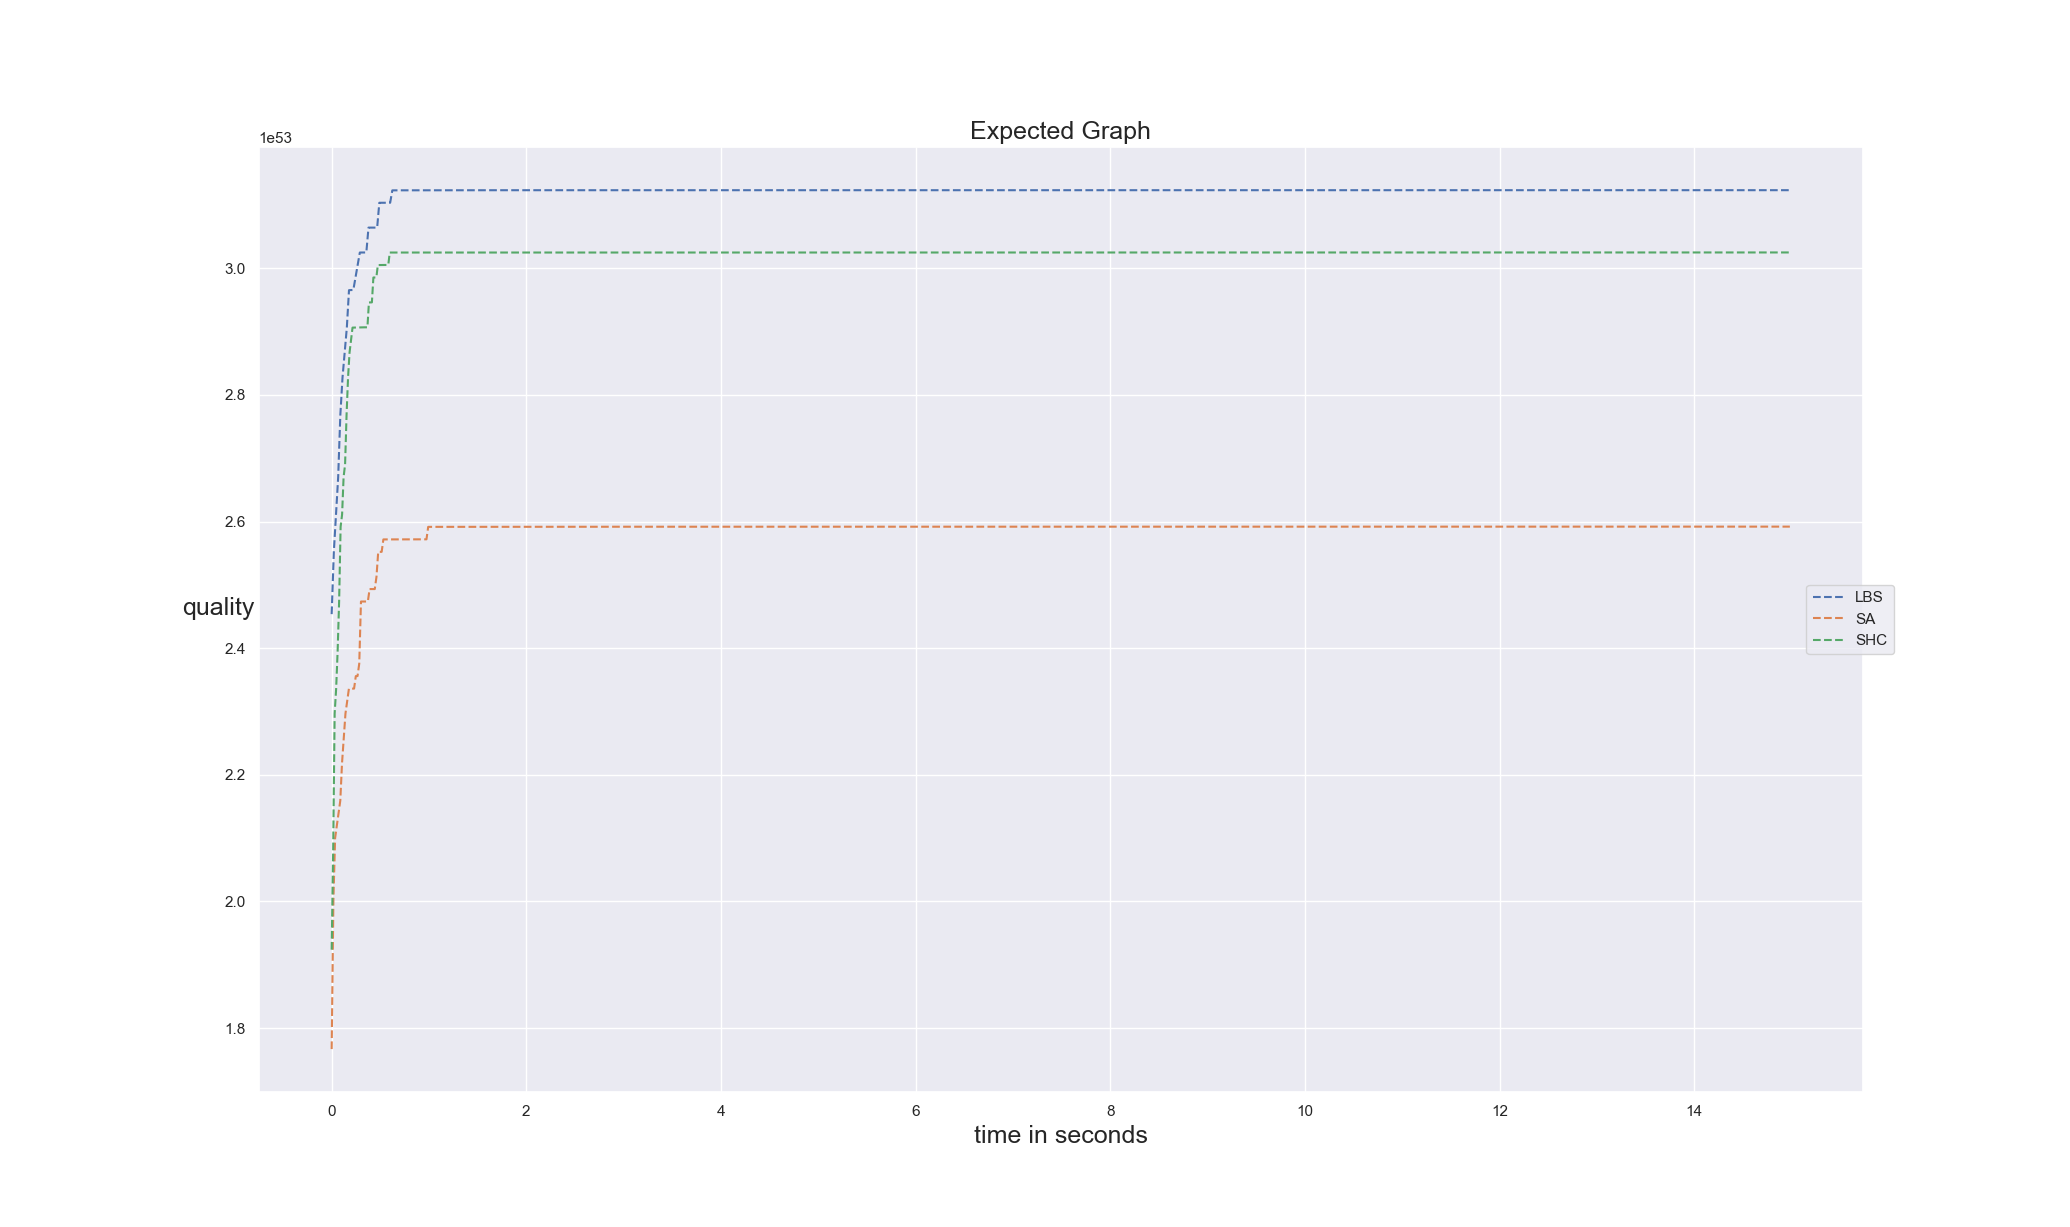 Expected Graph
1e53
3.0
2.8
2.6
quality
2.4
2.2
2.0
1.8
LBS
SA
SHC
0 2 4 6 8 10 12 14
time in seconds